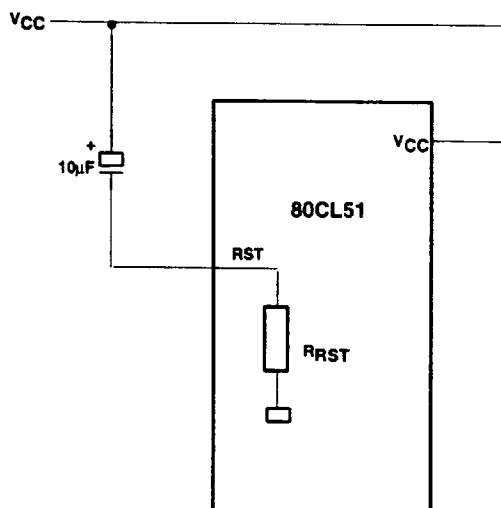 VCC
VCC
+
10μF
80CL51
RST
RRST